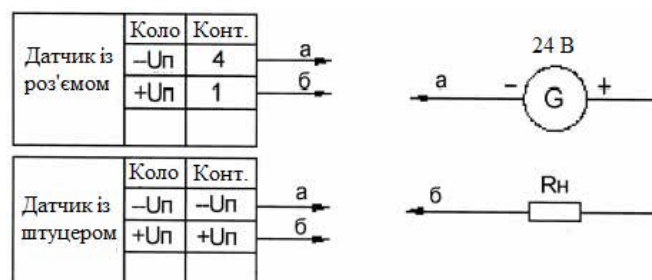 Датчик із роз'ємом
Коло Конт.
–Uп 4 а
+Uп 1 б
Датчик із штуцером
Коло Конт.
–Uп --Uп а
+Uп +Uп б
24 В
а - G +
б Rн